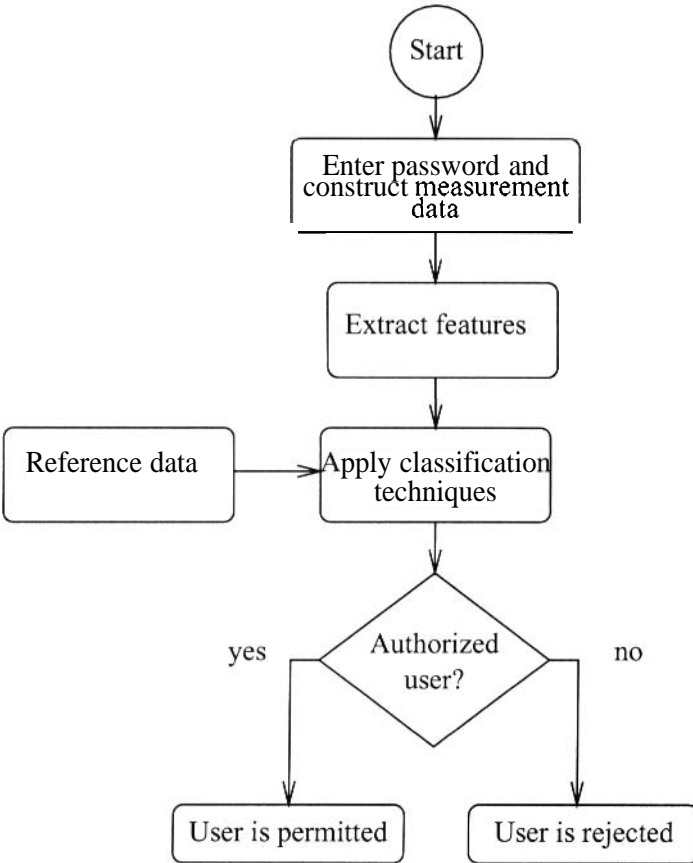 Start
Enter password and
construct measurement
data
Extract features
Reference data
Apply classification
techniques
yes
Authorized
user?
no
User is permitted
User is rejected